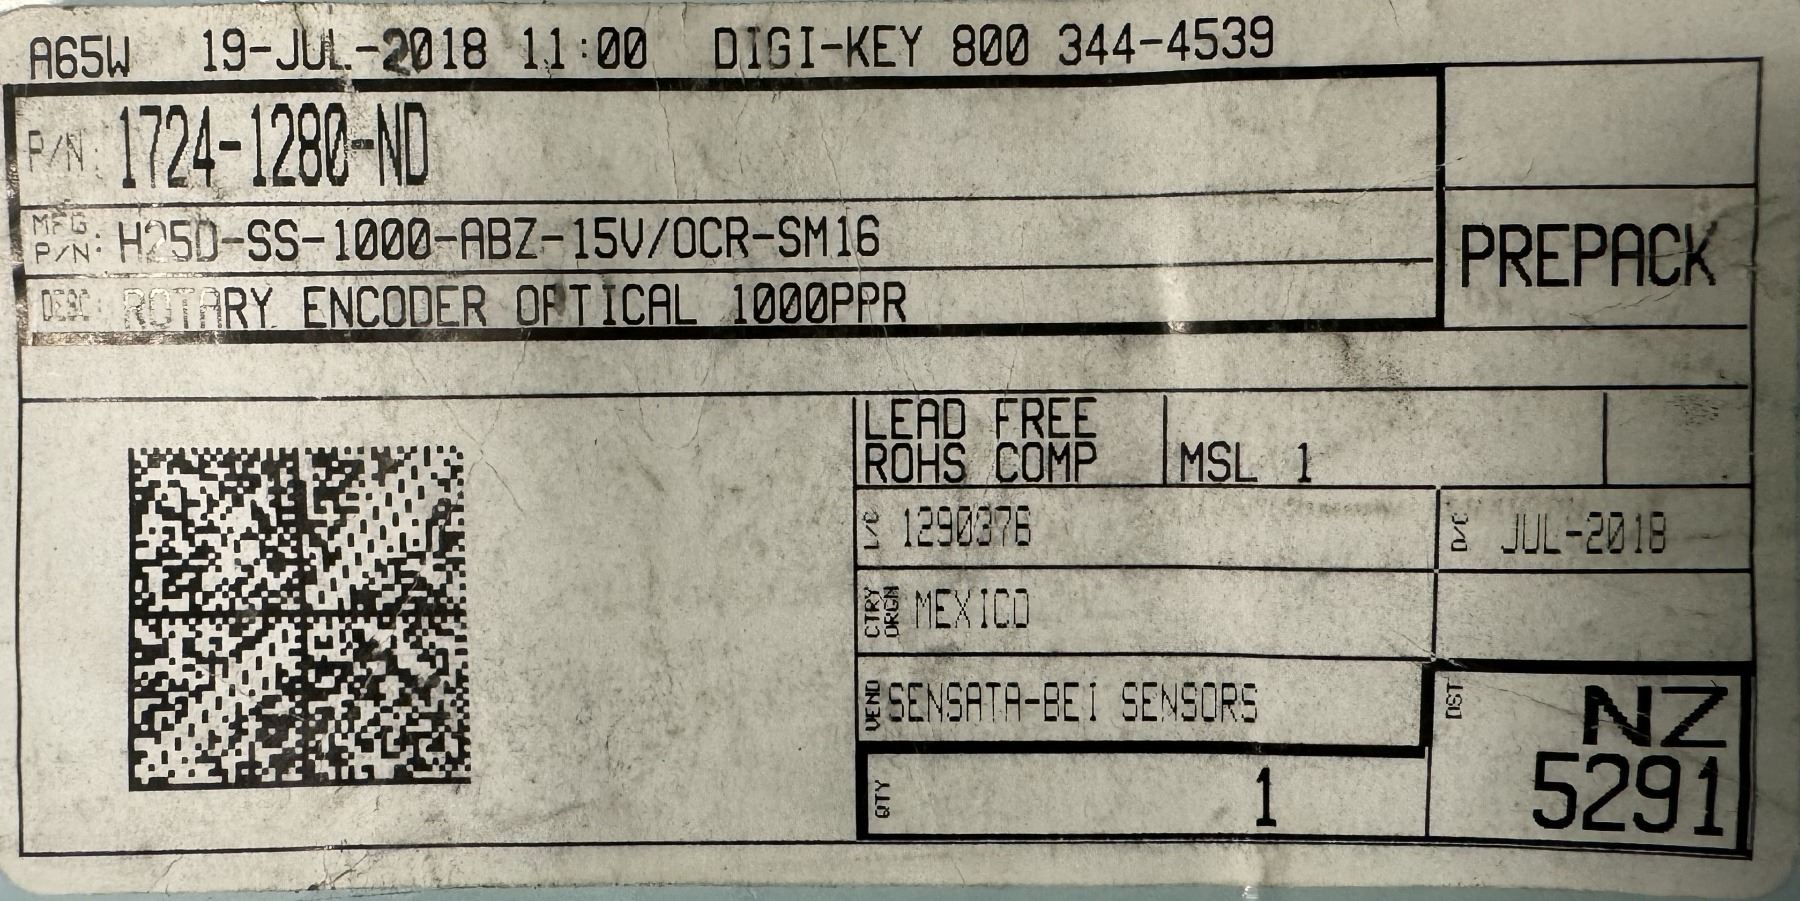 A65W 19-JUL-2018 11:00 DIGI-KEY 800 344-4539
P/N: 1724-1280-ND
MFG P/N: H25D-SS-1000-ABZ-15V/OCR-SM16
PREPACK
DESC: ROTARY ENCODER OPTICAL 1000PPR
LEAD FREE
ROHS COMP
MSL 1
L/C 1290376
D/C JUL-2018
CTRY ORGN MEXICO
VEND SENSATA-BEI SENSORS
DST NZ
5291
QTY 1